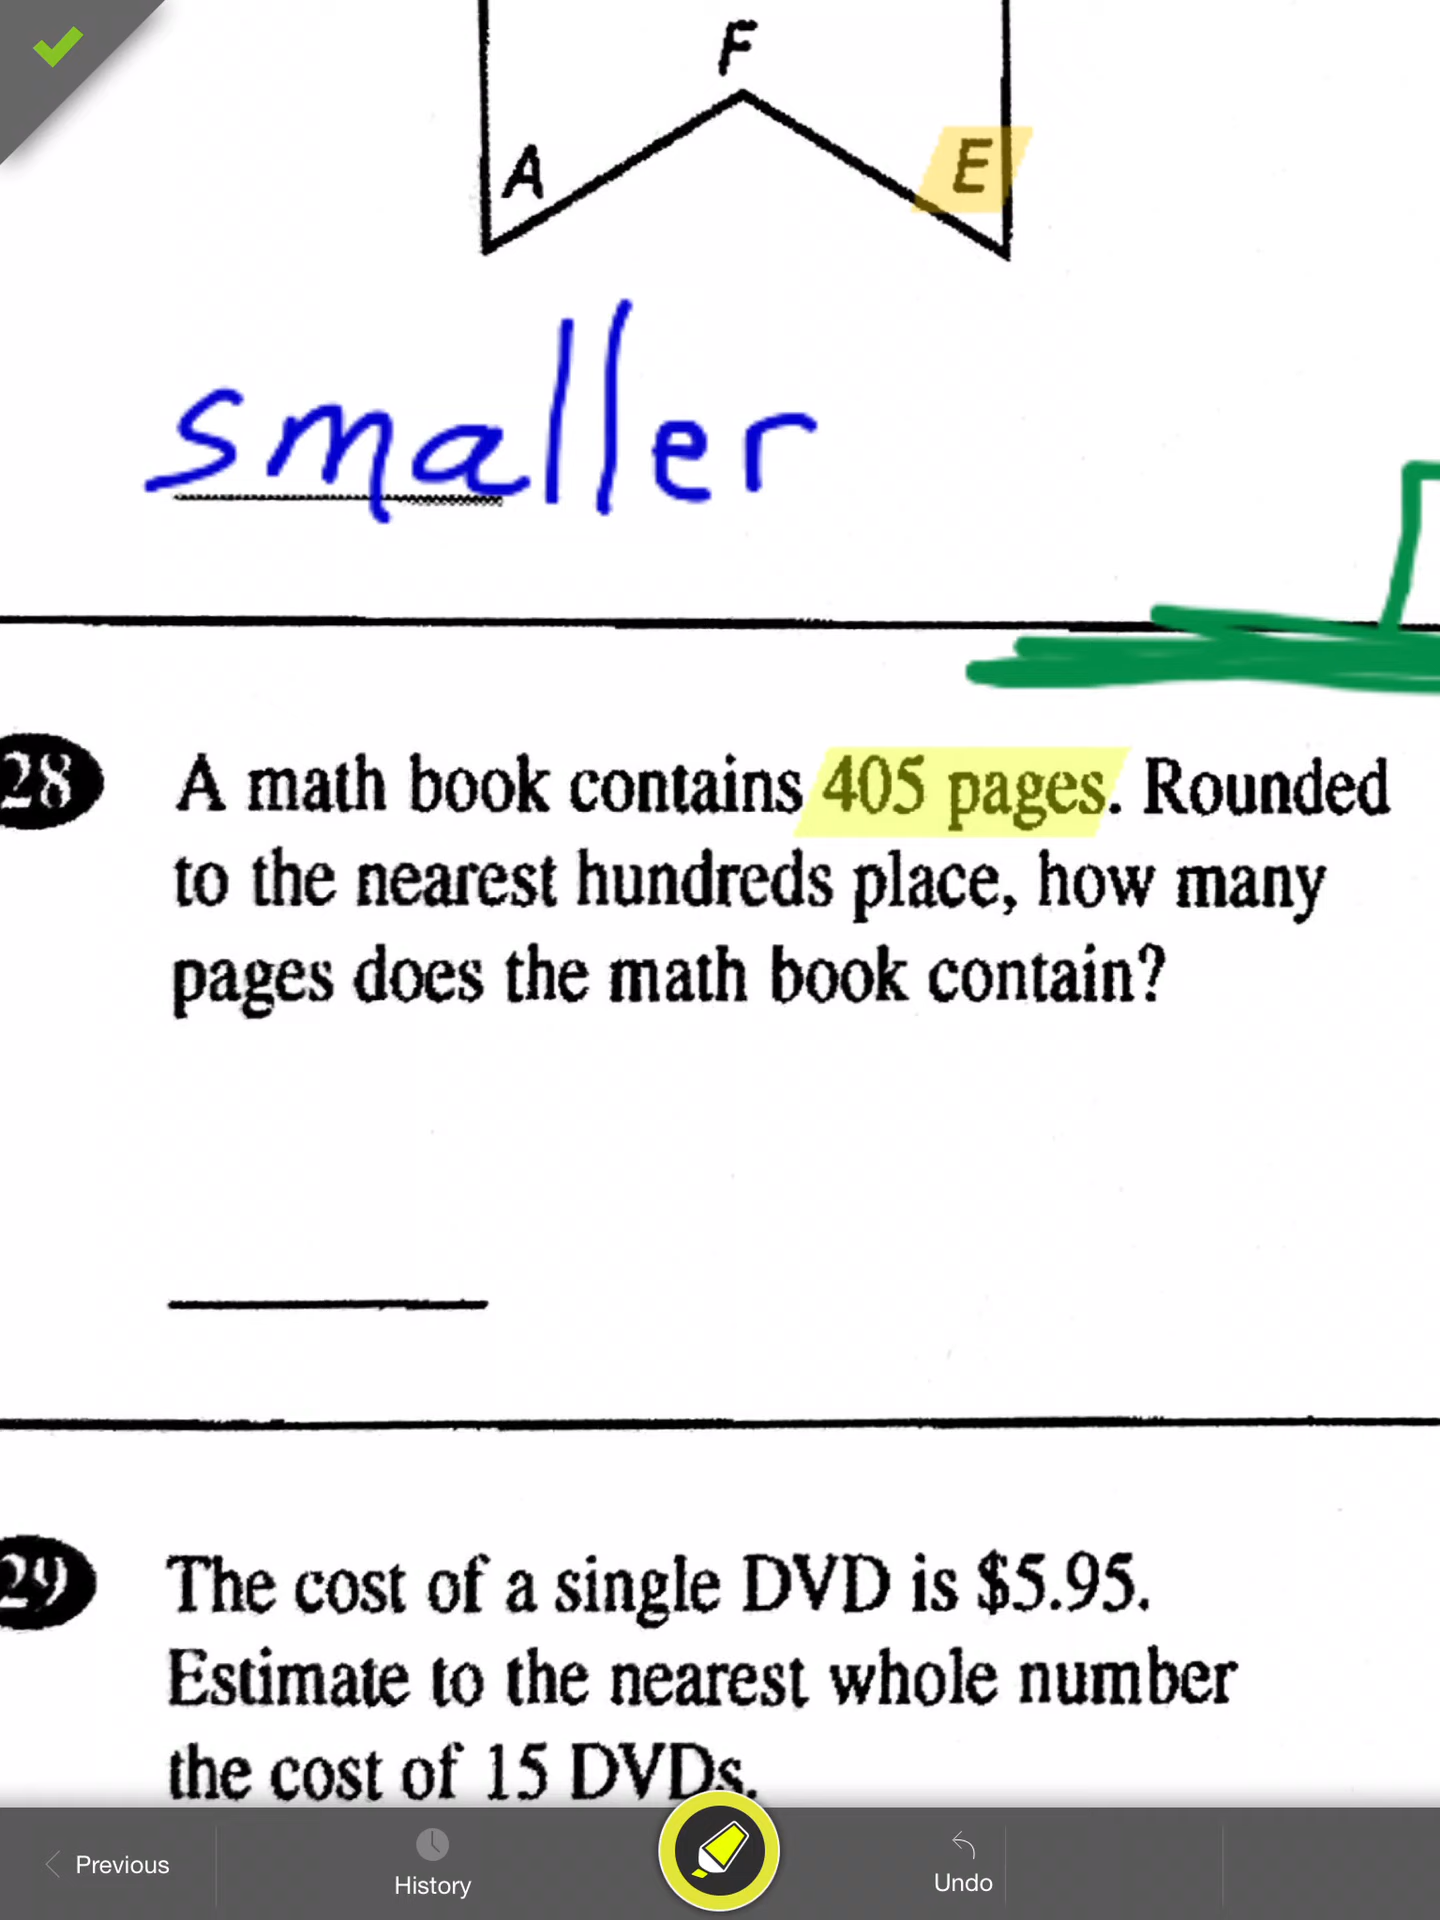 F
A
E
smaller
28 A math book contains 405 pages. Rounded
to the nearest hundreds place, how many
pages does the math book contain?
29 The cost of a single DVD is $5.95.
Estimate to the nearest whole number
the cost of 15 DVDs.
Previous
History
Undo